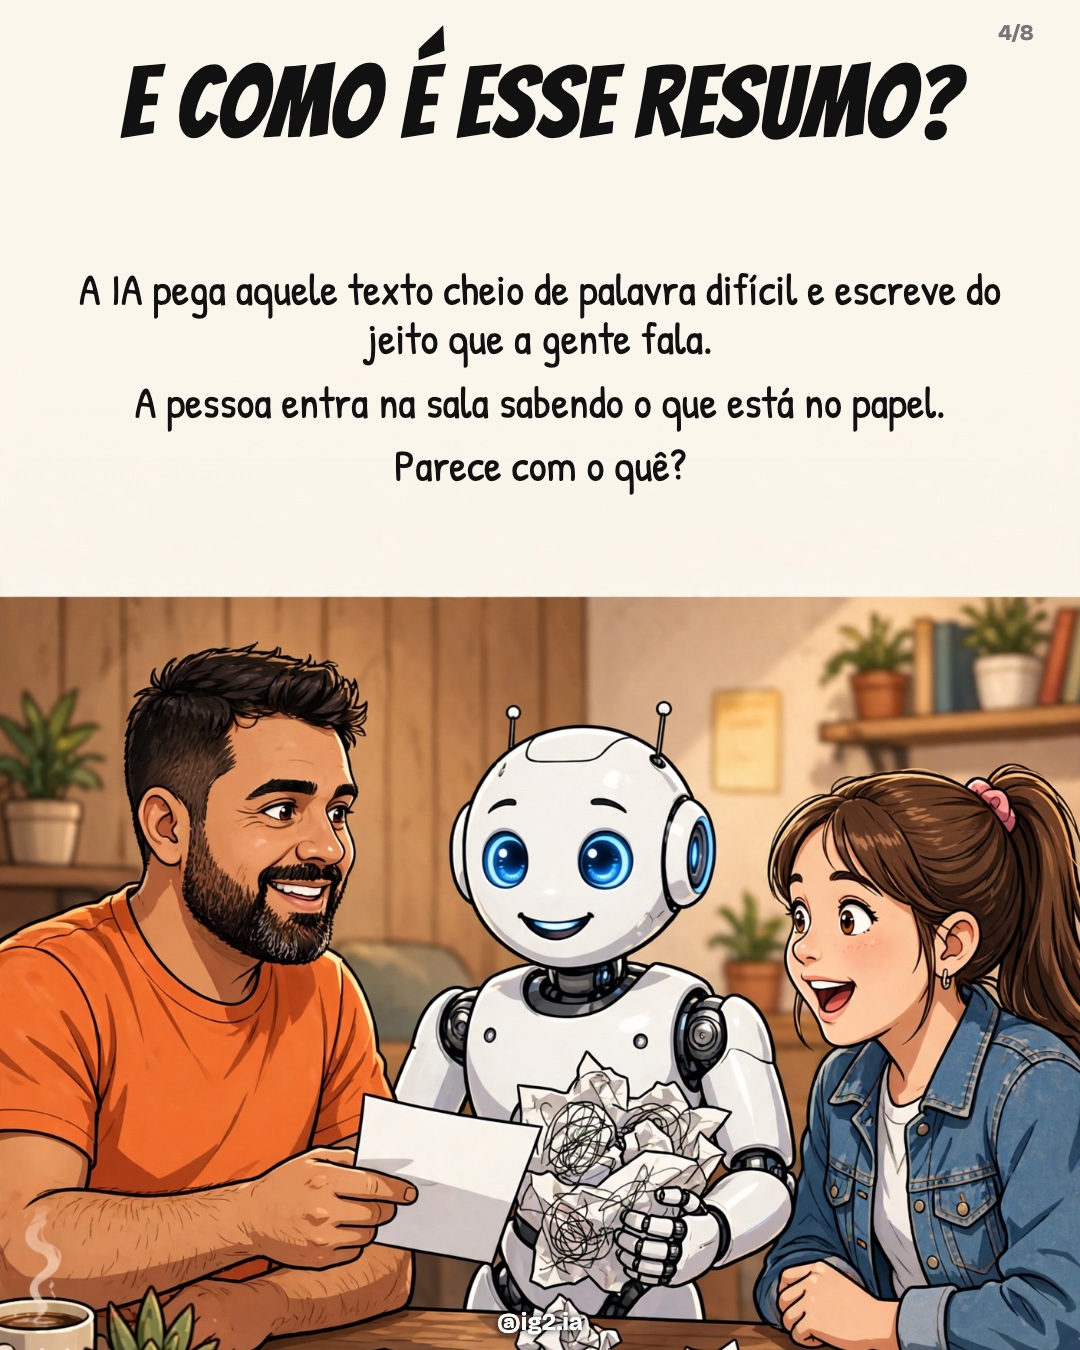 4/8
E COMO É ESSE RESUMO?
A IA pega aquele texto cheio de palavra difícil e escreve do
jeito que a gente fala.
A pessoa entra na sala sabendo o que está no papel.
Parece com o quê?
@ig2.ia